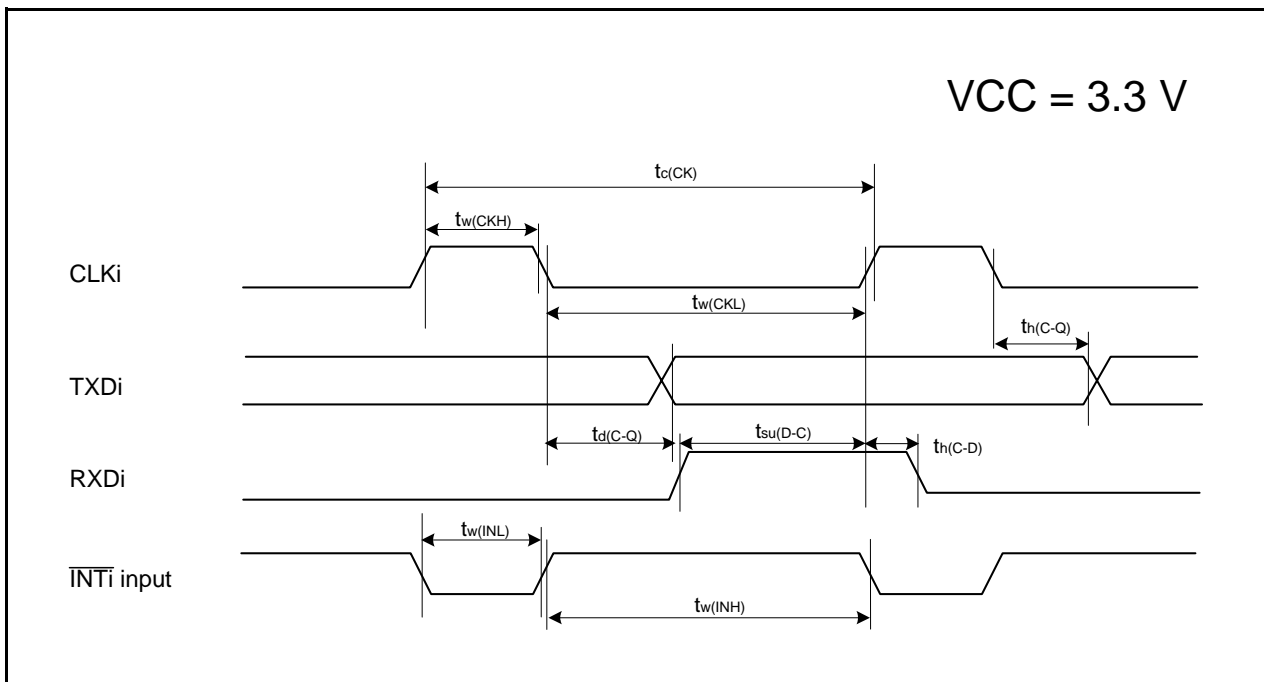 VCC = 3.3 V
tc(CK)
tw(CKH)
CLKi
tw(CKL)
th(C-Q)
TXDi
td(C-Q)
tsu(D-C)
th(C-D)
RXDi
tw(INL)
INTi input
tw(INH)